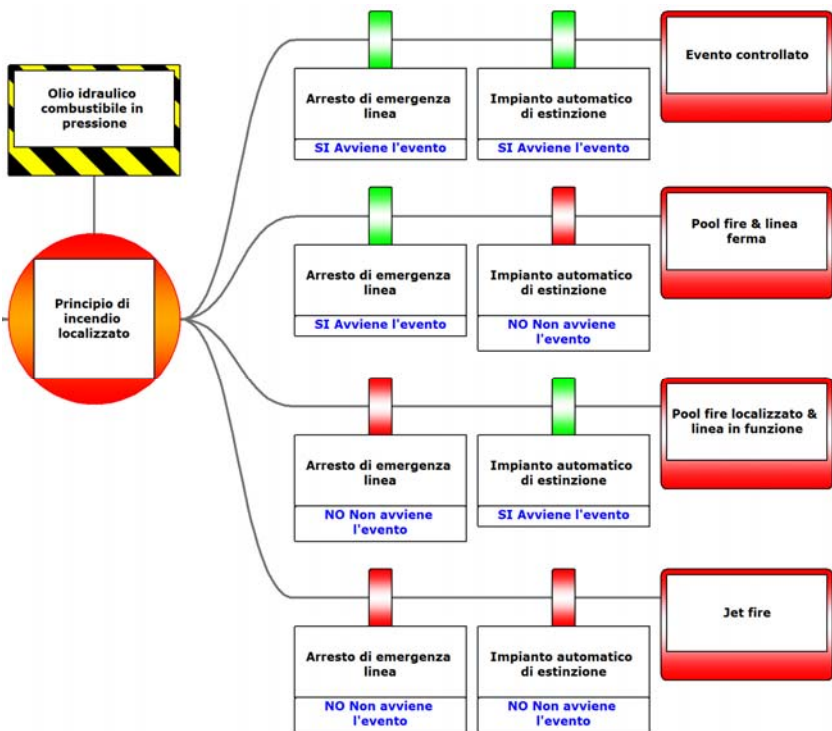 Olio idraulico
combustibile in
pressione
Principio di
incendio
localizzato
Arresto di emergenza
linea
SI Avviene l'evento
Impianto automatico
di estinzione
SI Avviene l'evento
Evento controllato
Arresto di emergenza
linea
SI Avviene l'evento
Impianto automatico
di estinzione
NO Non avviene
l'evento
Pool fire & linea
ferma
Arresto di emergenza
linea
NO Non avviene
l'evento
Impianto automatico
di estinzione
SI Avviene l'evento
Pool fire localizzato &
linea in funzione
Arresto di emergenza
linea
NO Non avviene
l'evento
Impianto automatico
di estinzione
NO Non avviene
l'evento
Jet fire